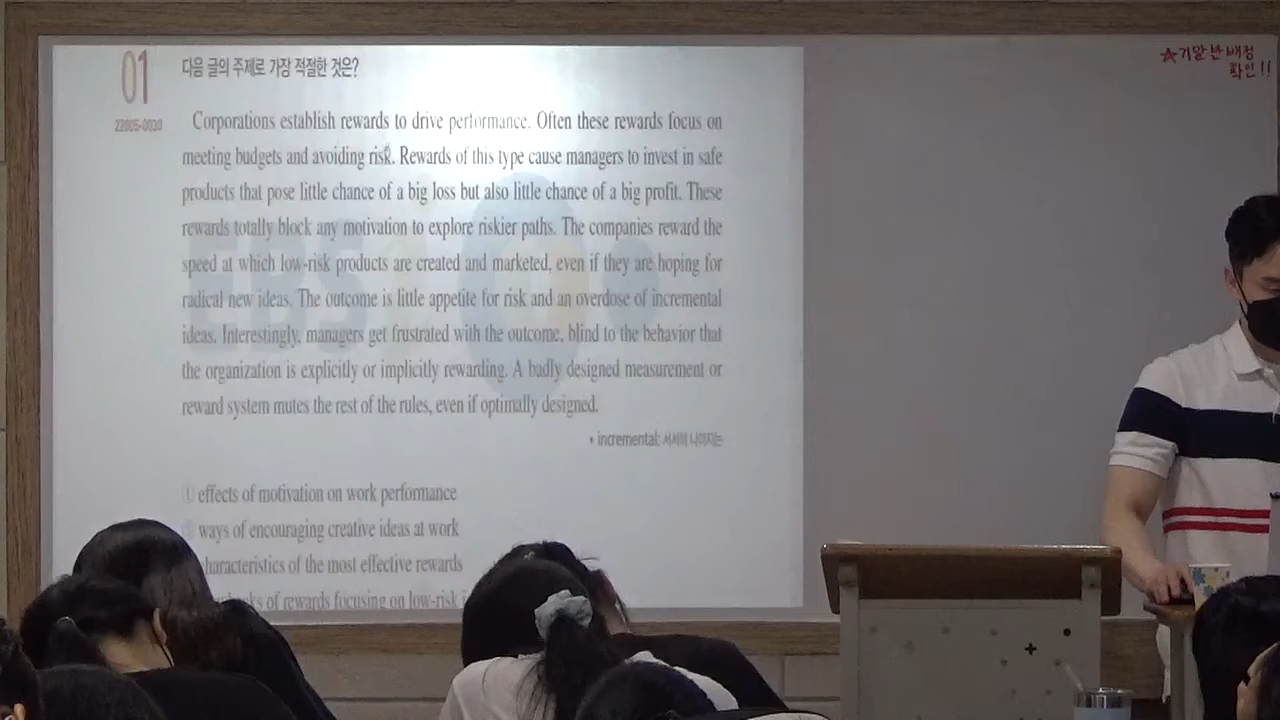 01
다음 글의 주제로 가장 적절한 것은?
22005-0030
Corporations establish rewards to drive performance. Often these rewards focus on
meeting budgets and avoiding risk. Rewards of this type cause managers to invest in safe
products that pose little chance of a big loss but also little chance of a big profit. These
rewards totally block any motivation to explore riskier paths. The companies reward the
speed at which low-risk products are created and marketed, even if they are hoping for
radical new ideas. The outcome is little appetite for risk and an overdose of incremental
ideas. Interestingly, managers get frustrated with the outcome, blind to the behavior that
the organization is explicitly or implicitly rewarding. A badly designed measurement or
reward system mutes the rest of the rules, even if optimally designed.
* incremental: 서서히 나아지는
① effects of motivation on work performance
② ways of encouraging creative ideas at work
characteristics of the most effective rewards
of rewards focusing on low-risk
EBS
☆기말 반 배정
확인!!